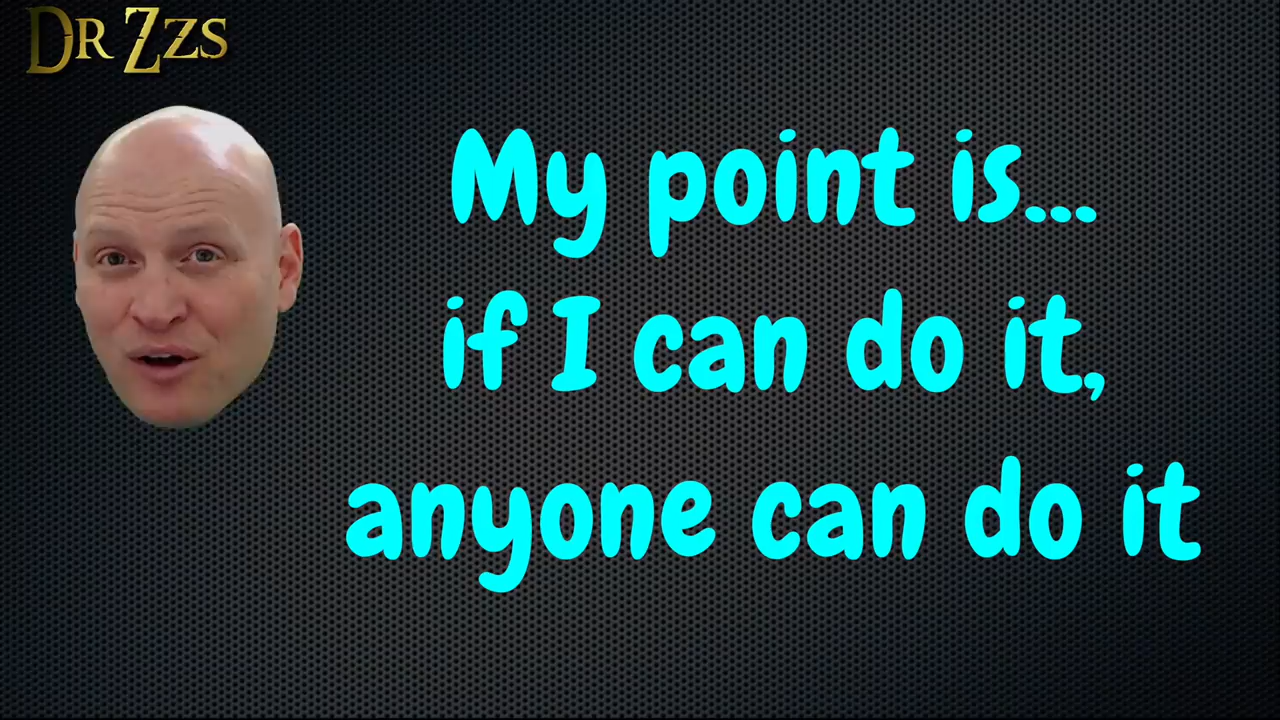 DR ZZS
My point is...
if I can do it,
anyone can do it